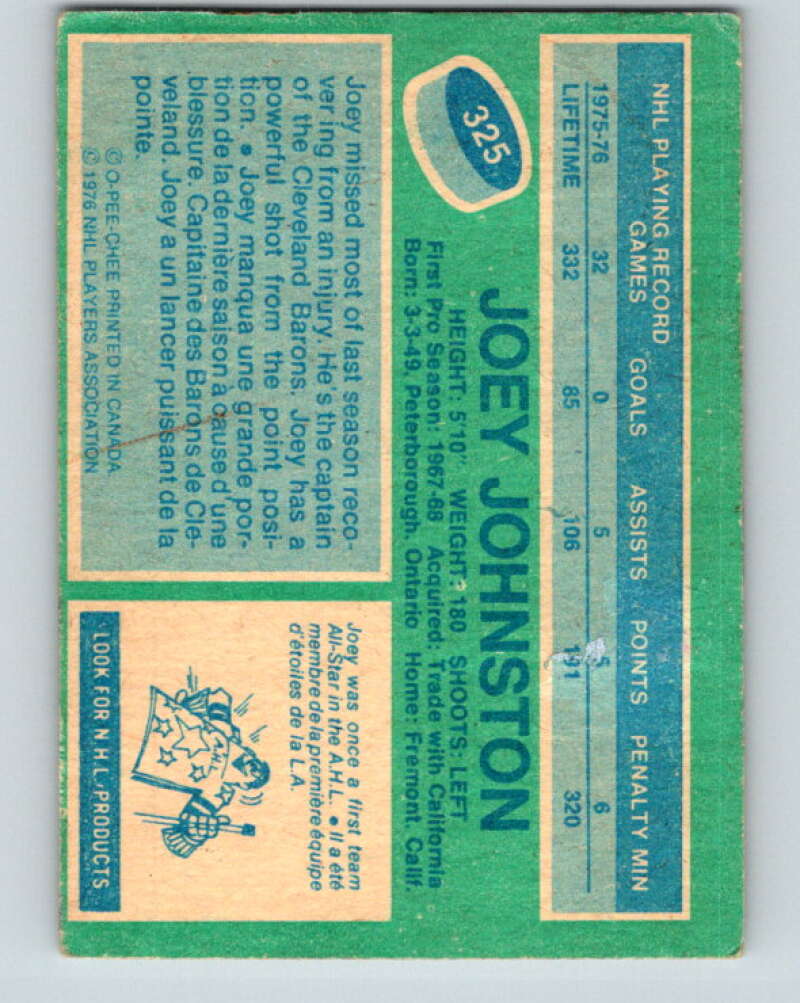 NHL PLAYING RECORD
GAMES GOALS ASSISTS POINTS PENALTY MIN
1975-76 32 0 5 5 6
LIFETIME 332 85 106 191 320
325
JOEY JOHNSTON
HEIGHT: 5'10" WEIGHT: 180 SHOOTS: LEFT
First Pro Season: 1967-68 Acquired: Trade with California
Born: 3-3-49, Peterborough, Ontario Home: Fremont, Calif.
Joey missed most of last season reco-
vering from an injury. He's the captain
of the Cleveland Barons. Joey has a
powerful shot from the point posi-
tion. • Joey manqua une grande por-
tion de la dernière saison à cause d'une
blessure. Capitaine des Barons de Cle-
veland. Joey a un lancer puissant de la
pointe.
© O-PEE-CHEE PRINTED IN CANADA
© 1976 NHL PLAYERS ASSOCIATION
Joey was once a first team
All-Star in the A.H.L. • Il a été
membre de la première équipe
d'étoiles de la L.A.
A.H.L.
LOOK FOR N.H.L. PRODUCTS